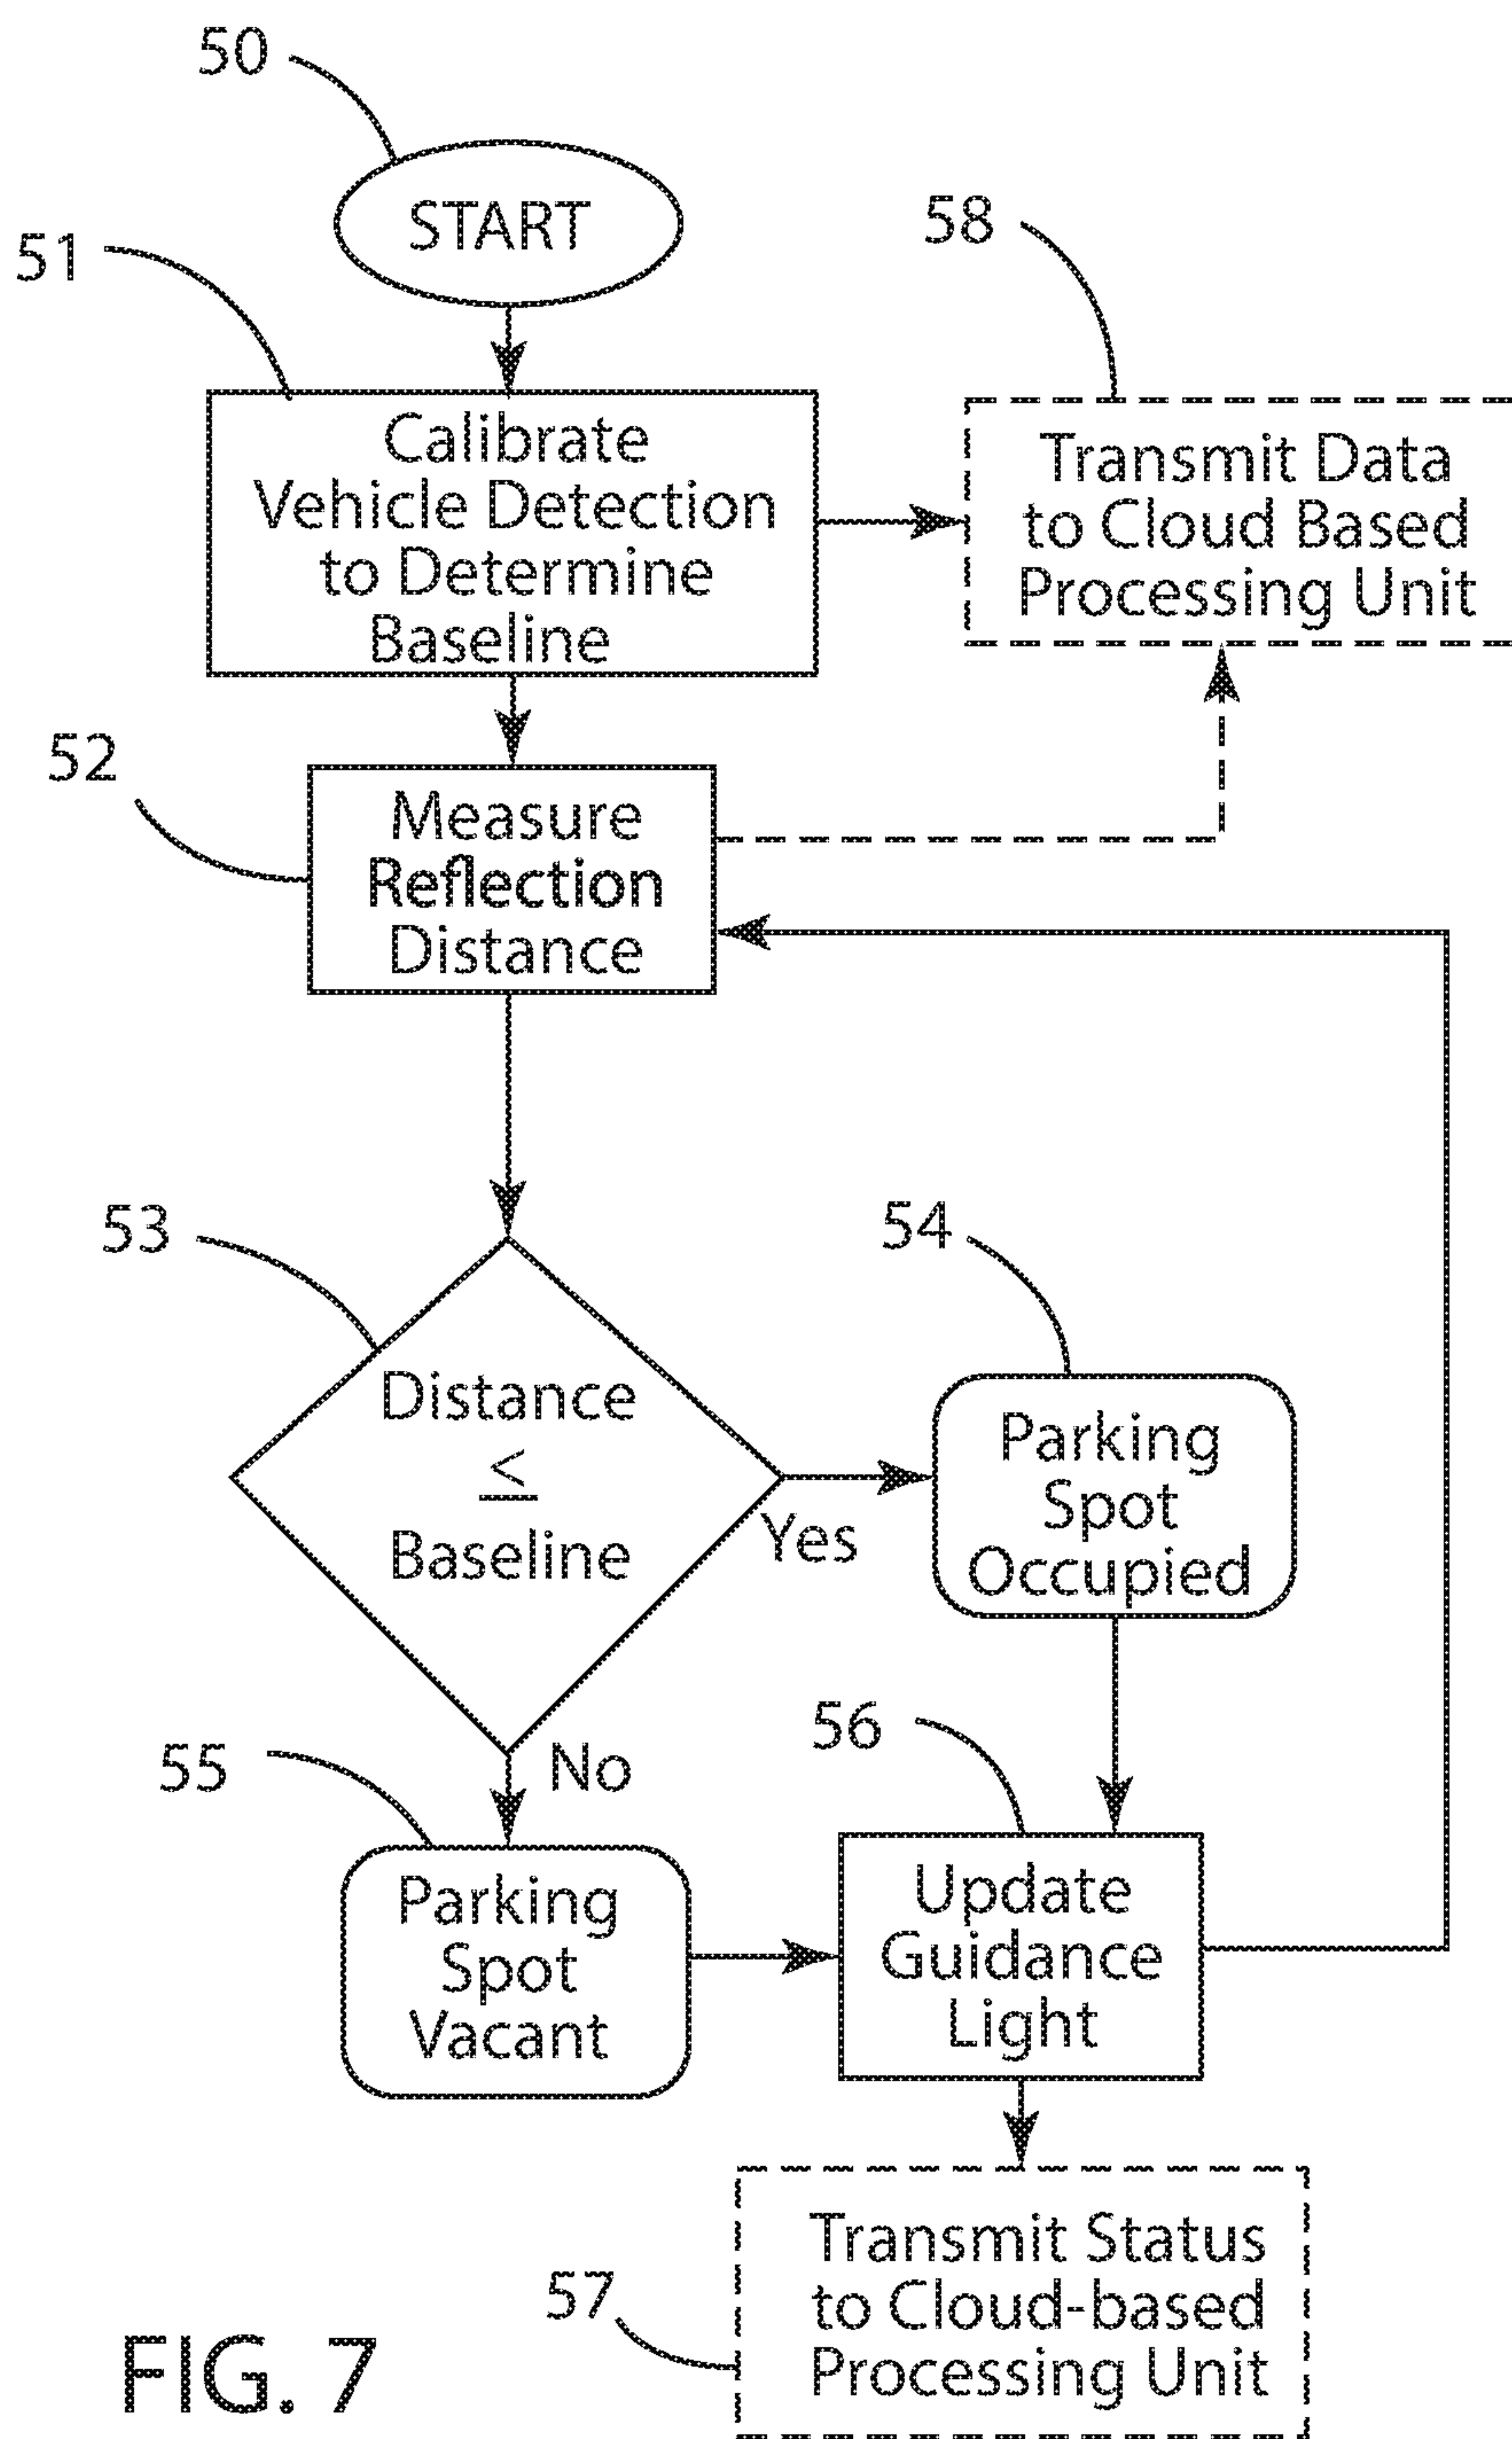 50
START
51
58
Calibrate
Vehicle Detection
to Determine
Baseline
Transmit Data
to Cloud Based
Processing Unit
52
Measure
Reflection
Distance
53
54
Distance
≤
Baseline
Yes
Parking
Spot
Occupied
55
No
56
Parking
Spot
Vacant
Update
Guidance
Light
57
Transmit Status
to Cloud-based
Processing Unit
FIG. 7